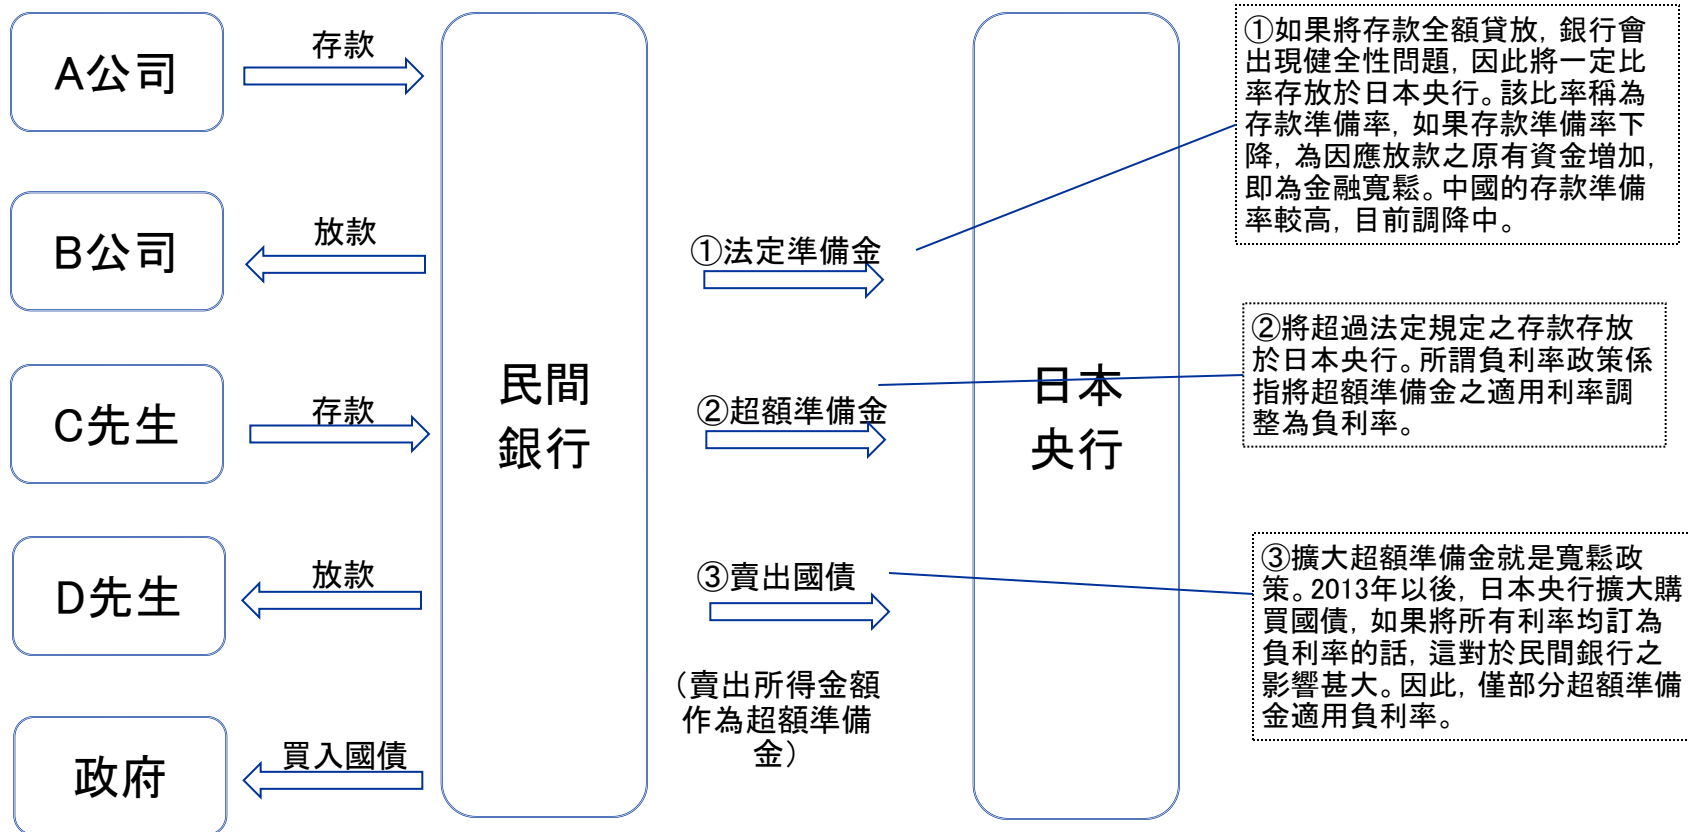 A公司
存款
B公司
放款
C先生
存款
D先生
放款
政府
買入國債
民間
銀行
①法定準備金
②超額準備金
③賣出國債
（賣出所得金額
作為超額準備
金）
日本
央行
①如果將存款全額貸放，銀行會
出現健全性問題，因此將一定比
率存放於日本央行。該比率稱為
存款準備率，如果存款準備率下
降，為因應放款之原有資金増加，
即為金融寬鬆。中國的存款準備
率較高，目前調降中。
②將超過法定規定之存款存放
於日本央行。所謂負利率政策係
指將超額準備金之適用利率調
整為負利率。
③擴大超額準備金就是寬鬆政
策。2013年以後，日本央行擴大購
買國債，如果將所有利率均訂為
負利率的話，這對於民間銀行之
影響甚大。因此，僅部分超額準備
金適用負利率。